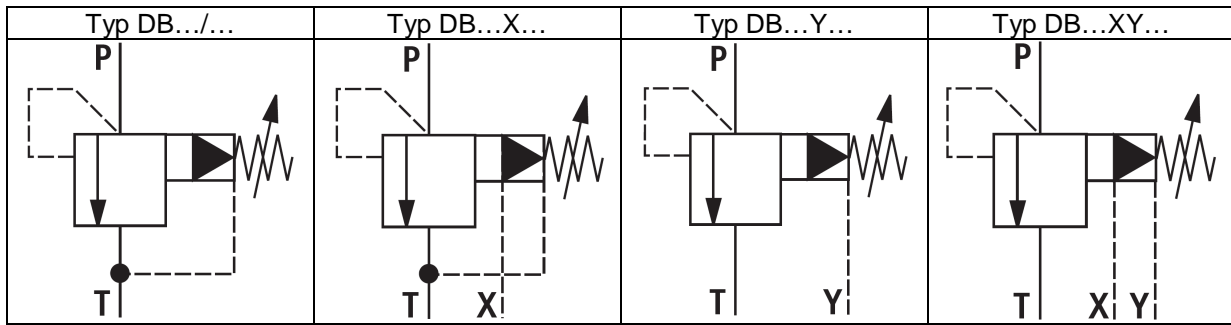 Typ DB…/… Typ DB…X… Typ DB…Y… Typ DB…XY…
P P P P
T T X T Y T X Y